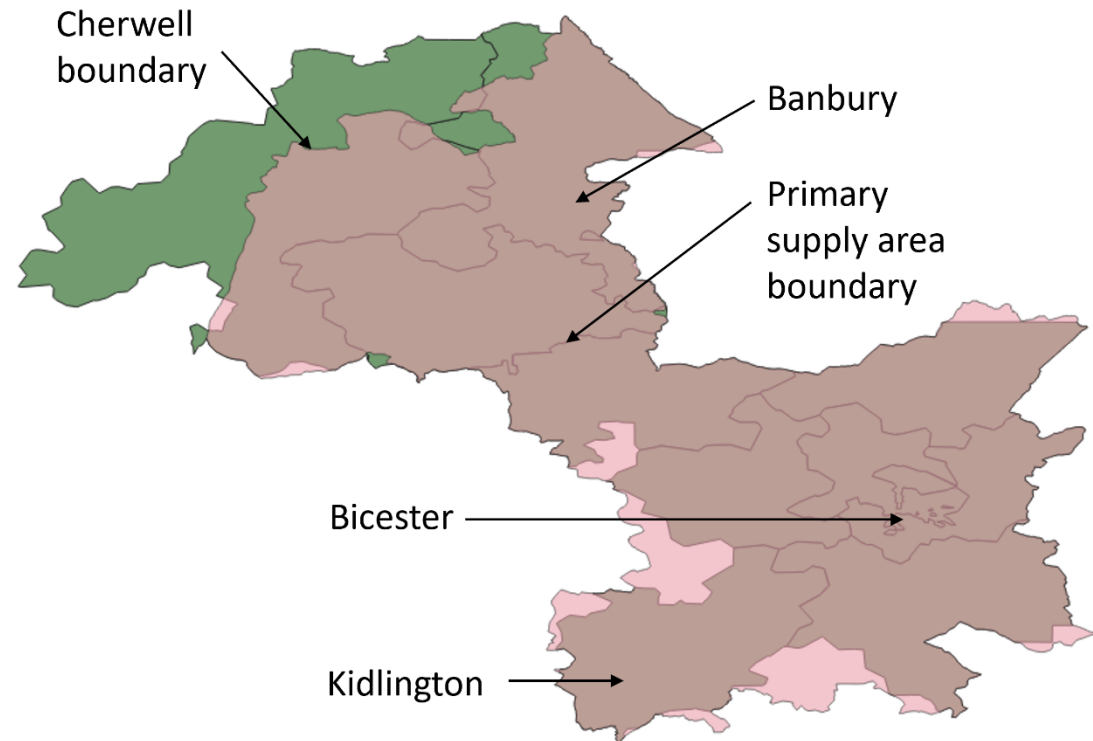 Cherwell
boundary
Banbury
Primary
supply area
boundary
Bicester
Kidlington